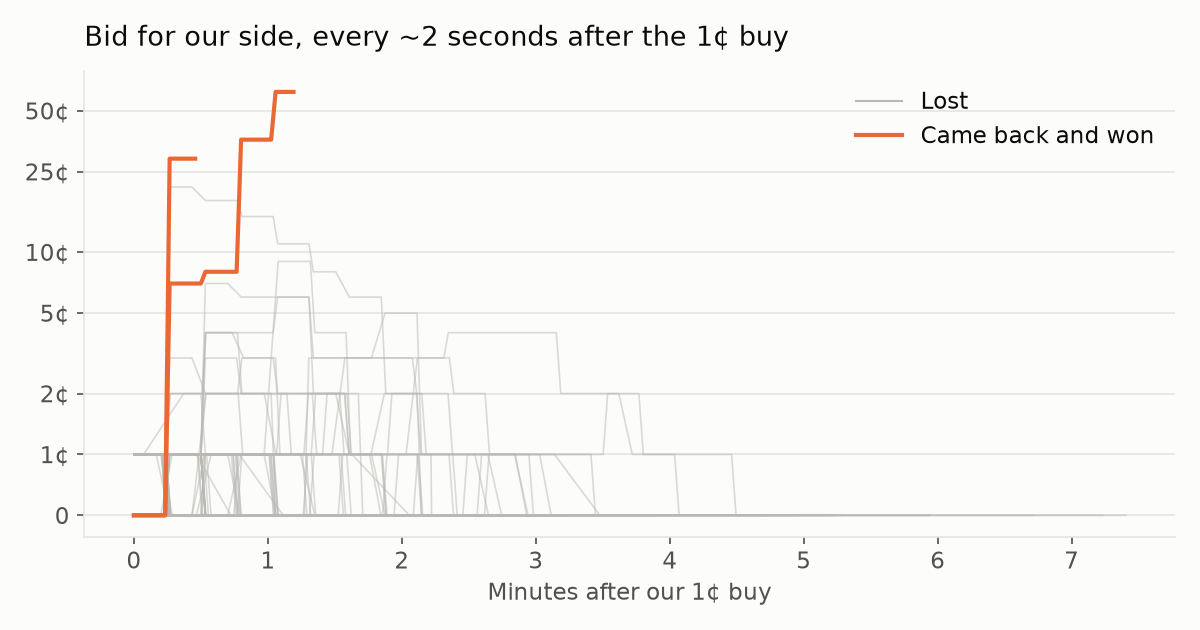 Bid for our side, every ~2 seconds after the 1¢ buy
Lost
Came back and won
50¢
25¢
10¢
5¢
2¢
1¢
0
0 1 2 3 4 5 6 7
Minutes after our 1¢ buy